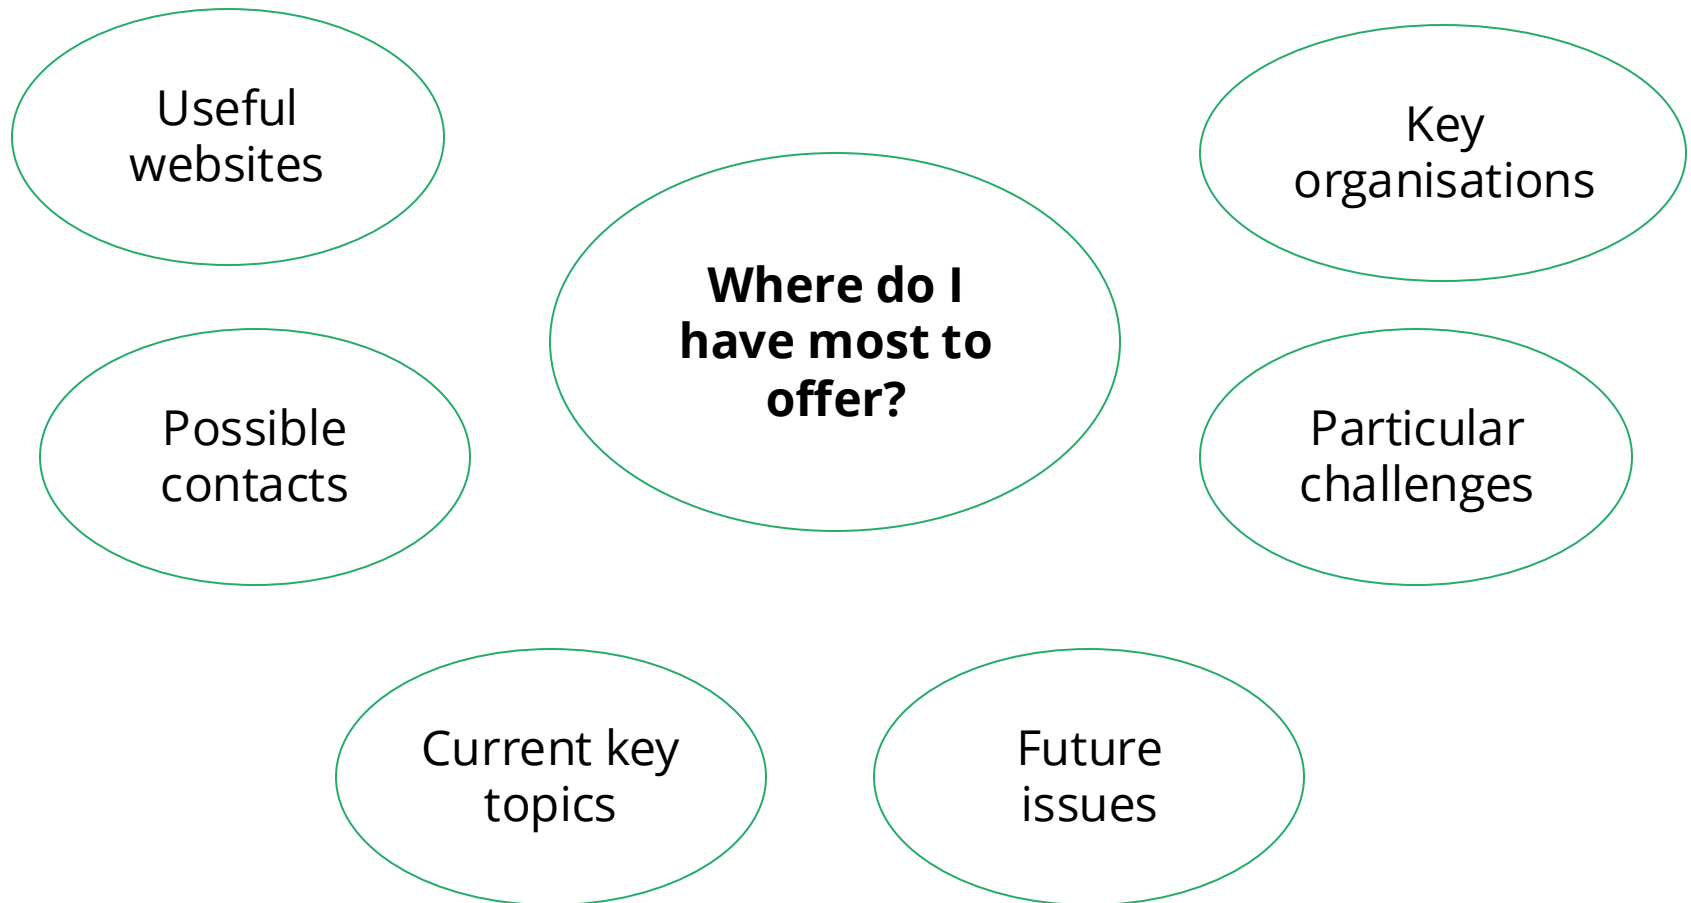 Useful
websites
Key
organisations
Where do I
have most to
offer?
Possible
contacts
Particular
challenges
Current key
topics
Future
issues